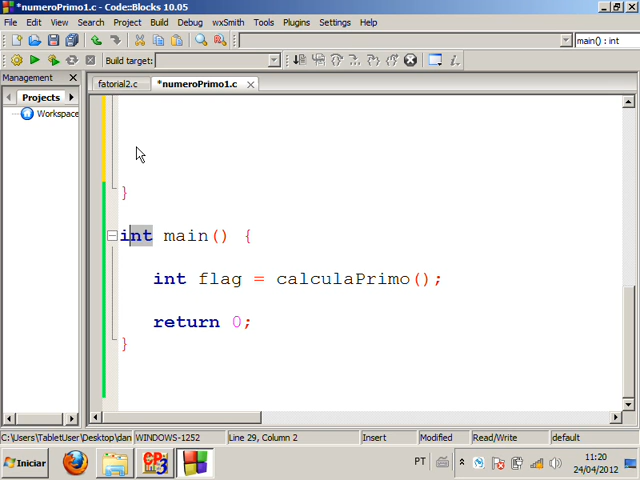 *numeroPrimo1.c - Code::Blocks 10.05
File Edit View Search Project Build Debug wxSmith Tools Plugins Settings Help
main() : int
Build target:
Management
Projects
Workspace
fatorial2.c
*numeroPrimo1.c
}
int main() {
int flag = calculaPrimo();
return 0;
}
C:\Users\TabletUser\Desktop\dan WINDOWS-1252 Line 29, Column 2 Insert Modified Read/Write default
Iniciar
PT
11:20
24/04/2012